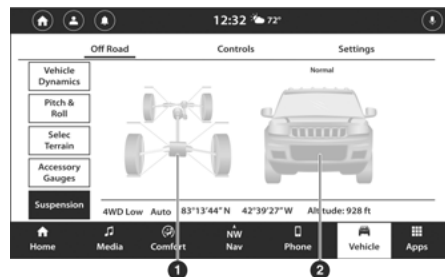 12:32 72°
Off Road Controls Settings
Vehicle
Dynamics
Normal
Pitch &
Roll
Selec
Terrain
Accessory
Gauges
Suspension
4WD Low Auto 83°13'44" N 42°39'27" W Altitude: 928 ft
NW
Home Media Comfort Nav Phone Vehicle Apps
1 2